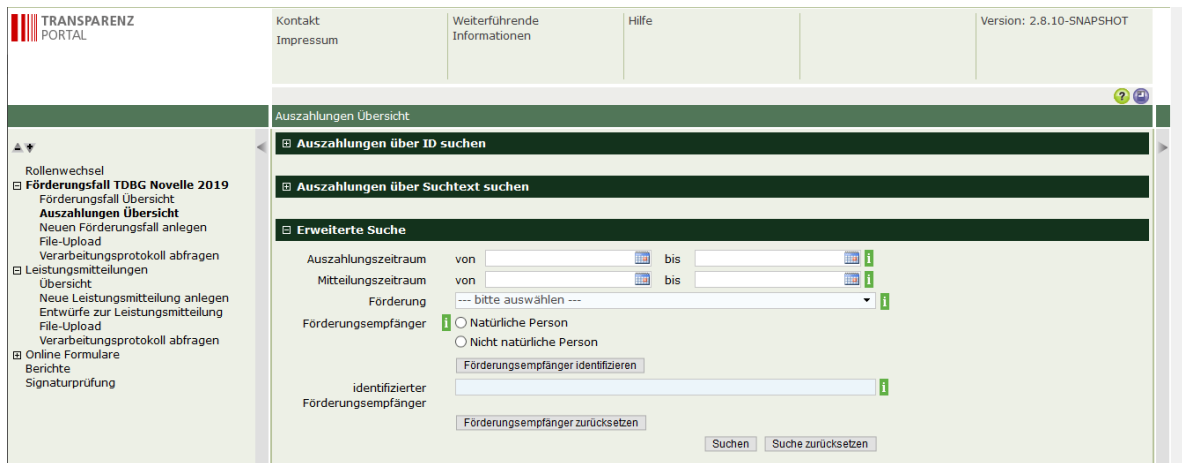 TRANSPARENZ
PORTAL
Kontakt
Impressum
Weiterführende
Informationen
Hilfe
Version: 2.8.10-SNAPSHOT
Auszahlungen Übersicht
Rollenwechsel
Förderungsfall TDBG Novelle 2019
Förderungsfall Übersicht
Auszahlungen Übersicht
Neuen Förderungsfall anlegen
File-Upload
Verarbeitungsprotokoll abfragen
Leistungsmitteilungen
Übersicht
Neue Leistungsmitteilung anlegen
Entwürfe zur Leistungsmitteilung
File-Upload
Verarbeitungsprotokoll abfragen
Online Formulare
Berichte
Signaturprüfung
Auszahlungen über ID suchen
Auszahlungen über Suchtext suchen
Erweiterte Suche
Auszahlungszeitraum von bis i
Mitteilungszeitraum von bis i
Förderung --- bitte auswählen --- i
Förderungsempfänger i Natürliche Person
Nicht natürliche Person
Förderungsempfänger identifizieren
identifizierter i
Förderungsempfänger
Förderungsempfänger zurücksetzen
Suchen Suche zurücksetzen